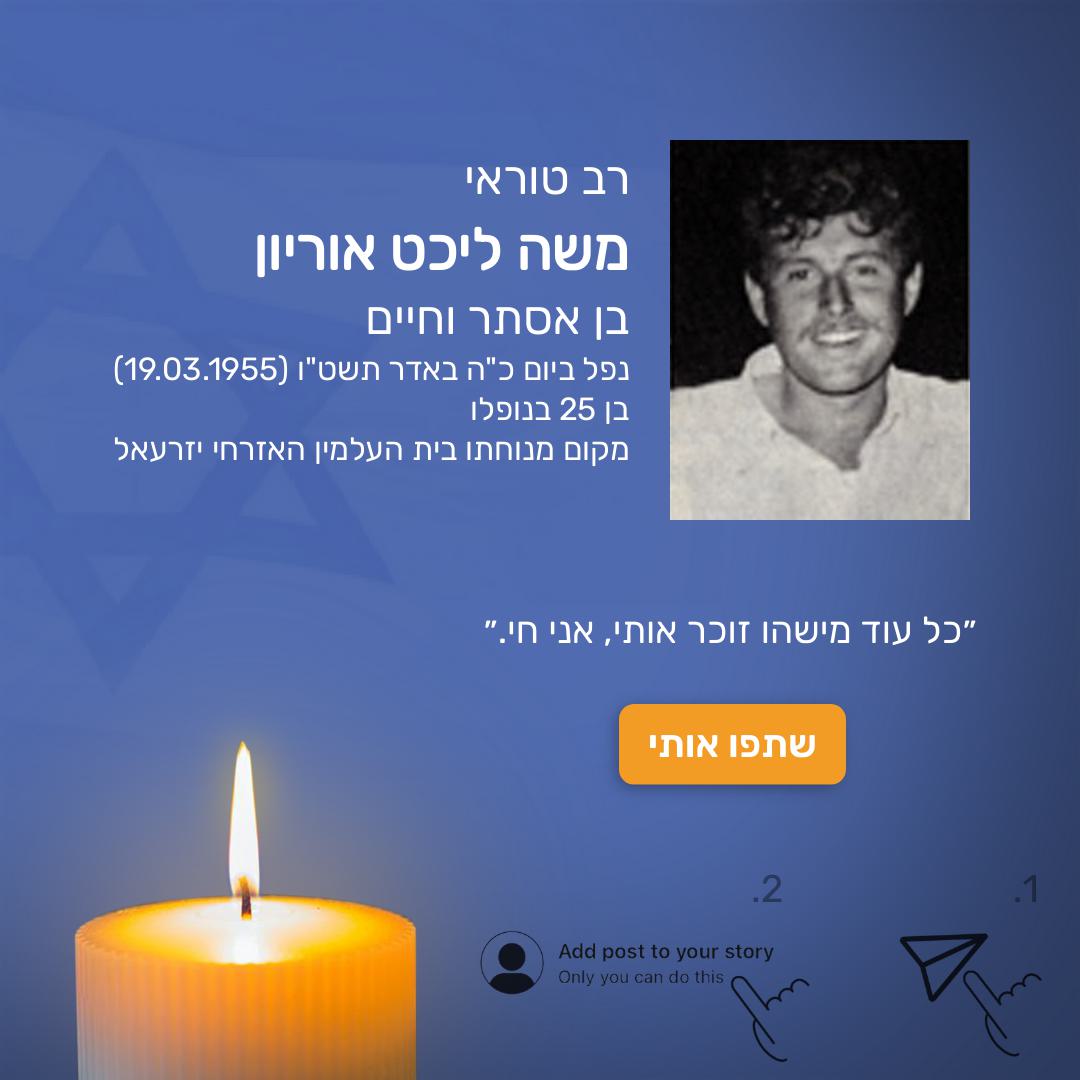 רב טוראי
משה ליכט אוריון
בן אסתר וחיים
נפל ביום כ"ה באדר תשט"ו (19.03.1955)
בן 25 בנופלו
מקום מנוחתו בית העלמין האזרחי יזרעאל
״כל עוד מישהו זוכר אותי, אני חי.״
שתפו אותי
.1
.2
Add post to your story
Only you can do this